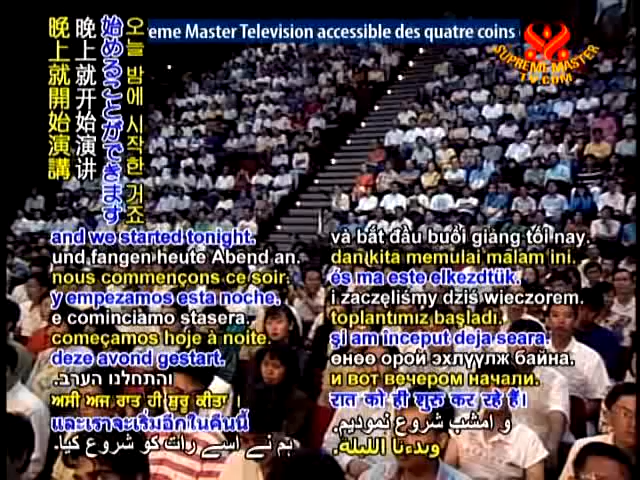 reme Master Television accessible des quatre coins
SUPREME MASTER
TV.COM
오늘 밤에 시작한 거죠
始めることができます
晚上就开始演讲
晚上就開始演講
and we started tonight.
und fangen heute Abend an.
nous commençons ce soir.
y empezamos esta noche,
e cominciamo stasera.
começamos hoje à noite.
deze avond gestart.
והתחלנו הערב.
ਅਸੀ ਅਜ ਰਾਤ ਹੀ ਸ਼ੁਰੂ ਕੀਤਾ ।
และเราจะเริ่มอีกในคืนนี้
ہم نے اسے رات کو شروع کیا.
và bắt đầu buổi giảng tối nay.
dan kita memulai malam ini.
és ma este elkezdtük.
i zaczęliśmy dziś wieczorem.
toplantımız başladı.
şi am început deja seara.
өнөө орой эхлүүлж байна.
и вот вечером начали.
रात को ही शुरु कर रहे हैं।
و امشب شروع نمودیم.
وبدءنا الليلة.